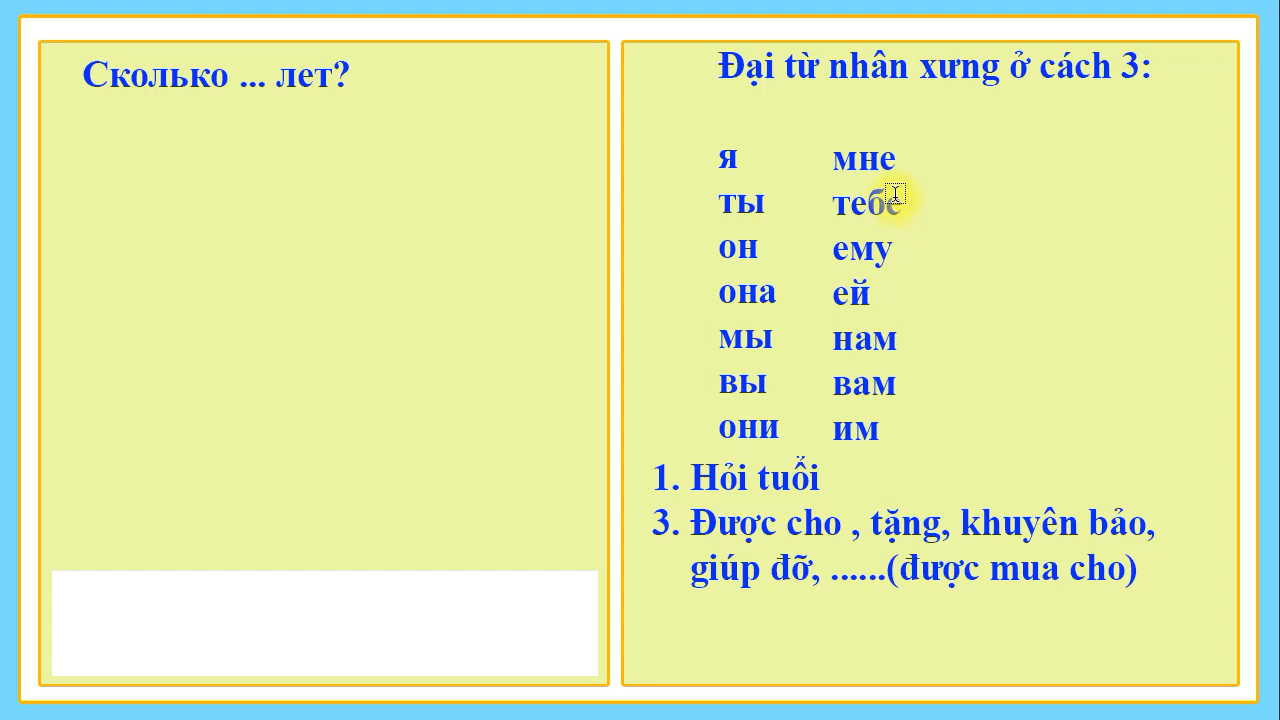 Сколько ... лет?
Đại từ nhân xưng ở cách 3:
я мне
ты тебе
он ему
она ей
мы нам
вы вам
они им
1. Hỏi tuổi
3. Được cho , tặng, khuyên bảo,
giúp đỡ, ......(được mua cho)